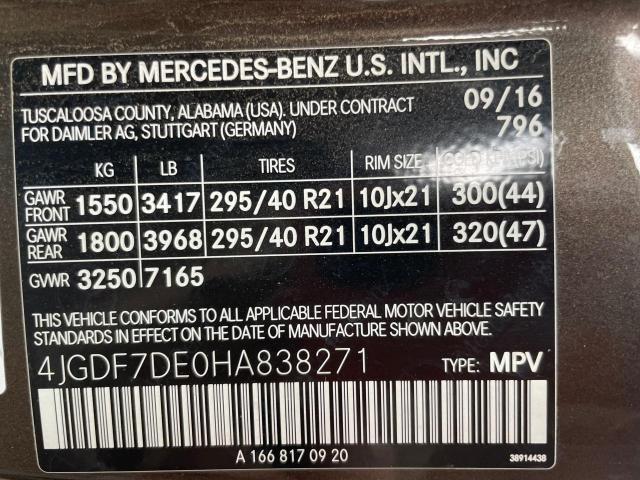 MFD BY MERCEDES-BENZ U.S. INTL., INC
TUSCALOOSA COUNTY, ALABAMA (USA). UNDER CONTRACT 09/16
FOR DAIMLER AG, STUTTGART (GERMANY) 796
KG LB TIRES RIM SIZE COLD KPA(PSI)
GAWR FRONT 1550 3417 295/40 R21 10Jx21 300(44)
GAWR REAR 1800 3968 295/40 R21 10Jx21 320(47)
GVWR 3250 7165
THIS VEHICLE CONFORMS TO ALL APPLICABLE FEDERAL MOTOR VEHICLE SAFETY
STANDARDS IN EFFECT ON THE DATE OF MANUFACTURE SHOWN ABOVE.
4JGDF7DE0HA838271 TYPE: MPV
A 166 817 09 20
38914438